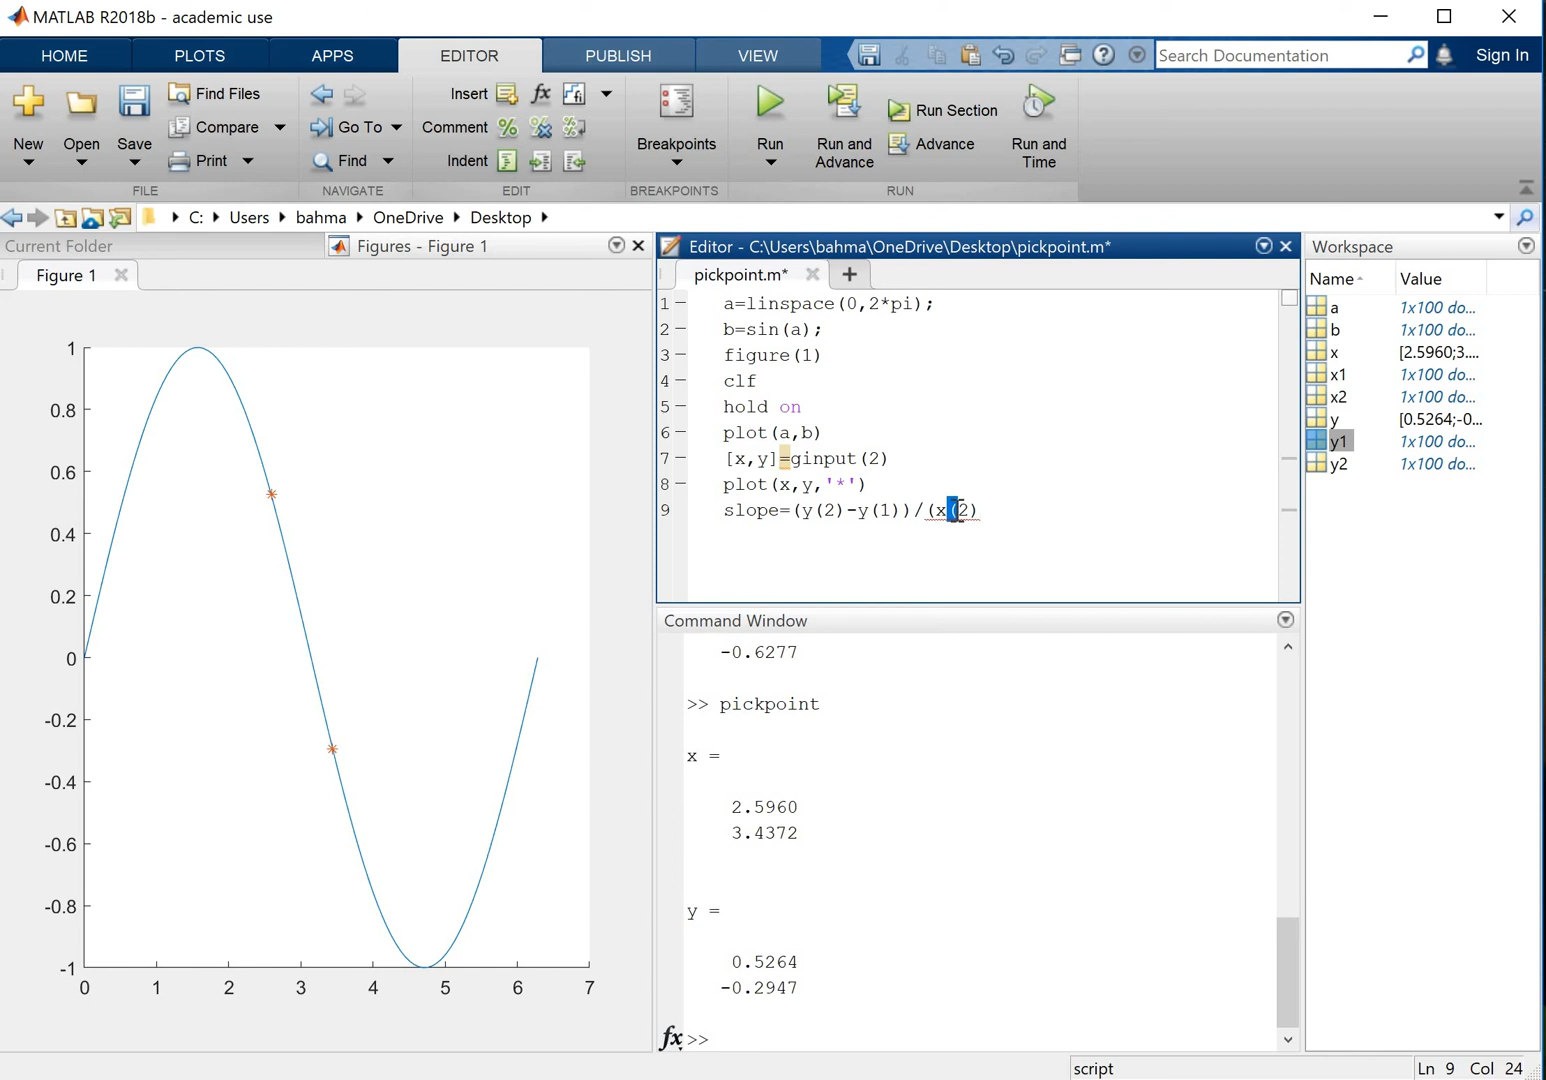 MATLAB R2018b - academic use
HOME PLOTS APPS EDITOR PUBLISH VIEW Search Documentation Sign In
New Open Save Find Files Compare Print
Go To Find
Insert fx Comment % Indent
Breakpoints
Run Run and Advance Run Section Advance Run and Time
FILE NAVIGATE EDIT BREAKPOINTS RUN
C: Users bahma OneDrive Desktop
Current Folder
Figures - Figure 1
Figure 1
1
0.8
0.6
0.4
0.2
0
-0.2
-0.4
-0.6
-0.8
-1
0 1 2 3 4 5 6 7
Editor - C:\Users\bahma\OneDrive\Desktop\pickpoint.m*
pickpoint.m*
1 – a=linspace(0,2*pi);
2 – b=sin(a);
3 – figure(1)
4 – clf
5 – hold on
6 – plot(a,b)
7 – [x,y]=ginput(2)
8 – plot(x,y,'*')
9 slope=(y(2)-y(1))/(x(2)
Command Window
-0.6277
>> pickpoint
x =
2.5960
3.4372
y =
0.5264
-0.2947
fx >>
Workspace
Name Value
a 1x100 do...
b 1x100 do...
x [2.5960;3....
x1 1x100 do...
x2 1x100 do...
y [0.5264;-0...
y1 1x100 do...
y2 1x100 do...
script Ln 9 Col 24